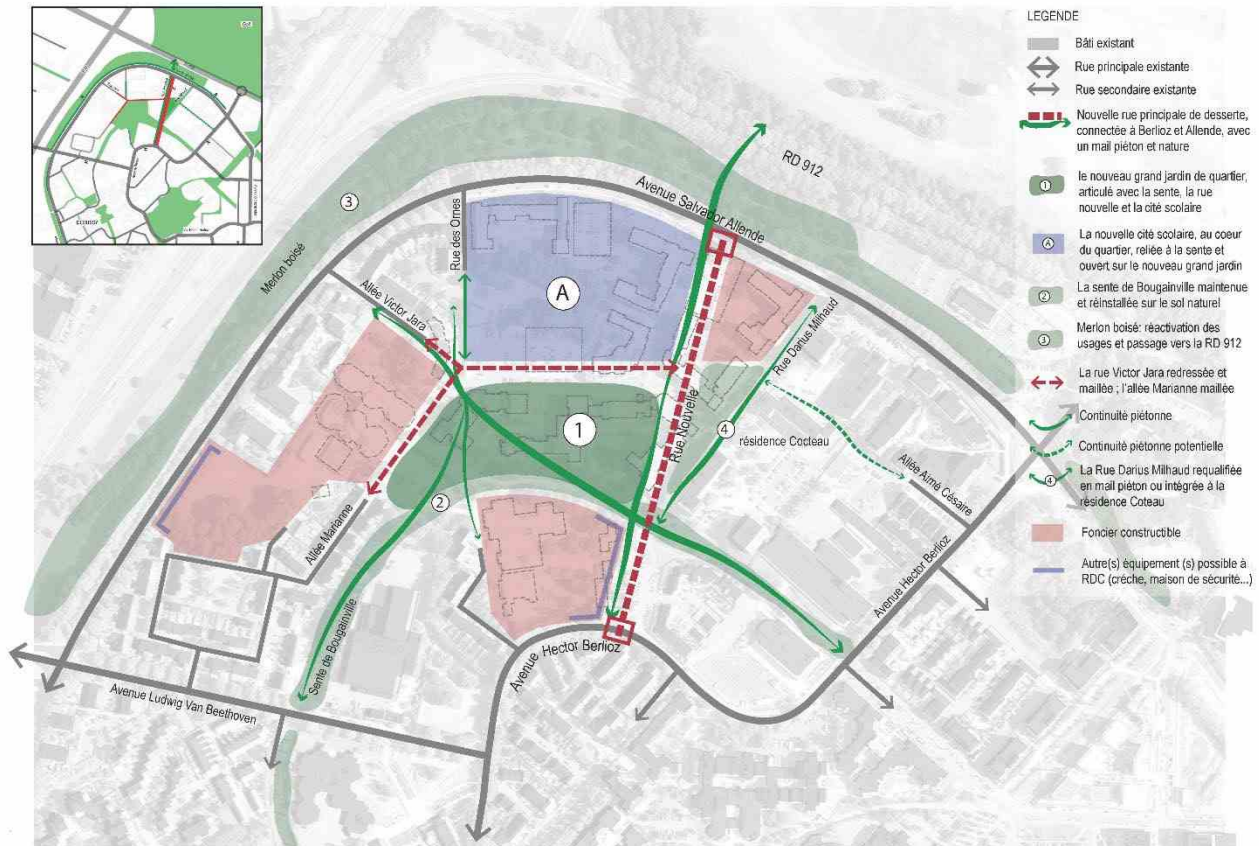 LEGENDE
Bâti existant
Rue principale existante
Rue secondaire existante
Nouvelle rue principale de desserte,
connectée à Berlioz et Allende, avec
un mail piéton et nature
1
le nouveau grand jardin de quartier,
articulé avec la sente, la rue
nouvelle et la cité scolaire
A
La nouvelle cité scolaire, au coeur
du quartier, reliée à la sente et
ouvert sur le nouveau grand jardin
2
La sente de Bougainville maintenue
et réinstallée sur le sol naturel
3
Merlon boisé: réactivation des
usages et passage vers la RD 912
La rue Victor Jara redressée et
maillée ; l'allée Marianne maillée
Continuité piétonne
Continuité piétonne potentielle
4
La Rue Darius Milhaud requalifiée
en mail piéton ou intégrée à la
résidence Coteau
Foncier constructible
Autre(s) équipement (s) possible à
RDC (crèche, maison de sécurité...)
RD 912
Avenue Salvador Allende
3
Merlon boisé
Rue des Ormes
Allée Victor Jara
A
Rue Darius Milhaud
1
Rue Nouvelle
4
résidence Cocteau
Allée Aimé Césaire
2
Allée Marianne
Sente de Bougainville
Avenue Hector Berlioz
Avenue Hector Berlioz
Avenue Ludwig Van Beethoven
Golf